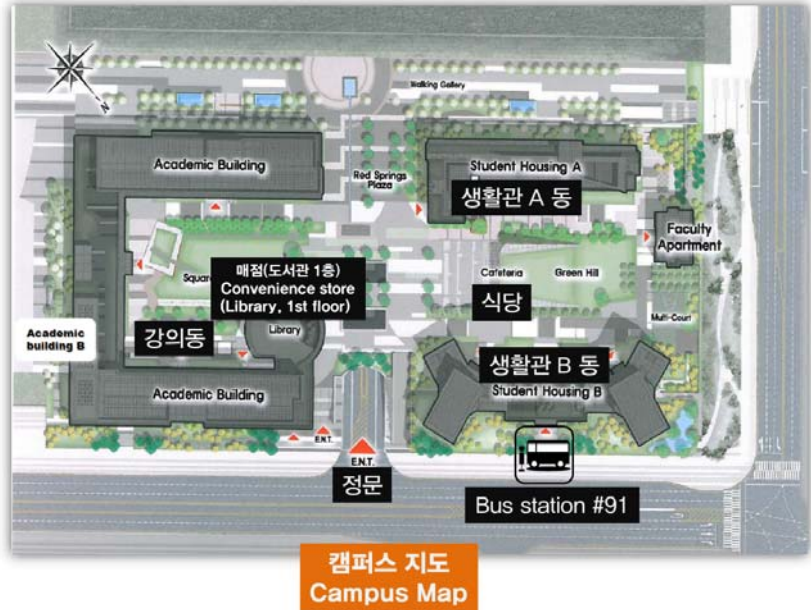 Walking Gallery
N
Academic Building
Red Springs
Plaza
Student Housing A
생활관 A 동
Faculty
Apartment
Square
매점(도서관 1층)
Convenience store
(Library, 1st floor)
Cafeteria
Green Hill
식당
Multi-Court
Academic
building B
강의동
Library
생활관 B 동
Student Housing B
Academic Building
ENT.
ENT.
정문
Bus station #91
캠퍼스 지도
Campus Map